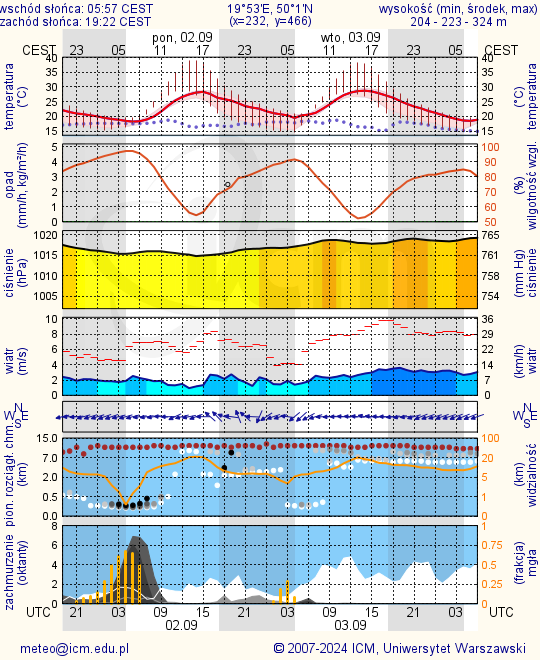 wschód słońca: 05:57 CEST 19°53'E, 50°1'N wysokość (min, środek, max)
zachód słońca: 19:22 CEST (x=232, y=466) 204 - 223 - 324 m
pon, 02.09 wto, 03.09
CEST 23 05 11 17 23 05 11 17 23 05 CEST
temperatura
(°C)
40 35 30 25 20 15
40 35 30 25 20 15
(°C)
temperatura
opad
(mm/h, kg/m²/h)
5 4 3 2 1 0
100 90 80 70 60 50
(%)
wilgotność wzgl.
ciśnienie
(hPa)
1020 1015 1010 1005
765 761 758 754
(mm Hg)
ciśnienie
wiatr
(m/s)
10 8 6 4 2 0
36 29 22 14 7 0
(km/h)
wiatr
N
W E
S
N
W E
S
pion. rozciągł. chm.
(km)
15.0 7.0 2.0 0.5 0.0
100 20 5 1 0
(km)
widzialność
zachmurzenie
(oktanty)
8 6 4 2 0
1 0.75 0.5 0.25 0
(frakcja)
mgła
UTC 21 03 09 15 21 03 09 15 21 03 UTC
02.09 03.09
meteo@icm.edu.pl © 2007-2024 ICM, Uniwersytet Warszawski